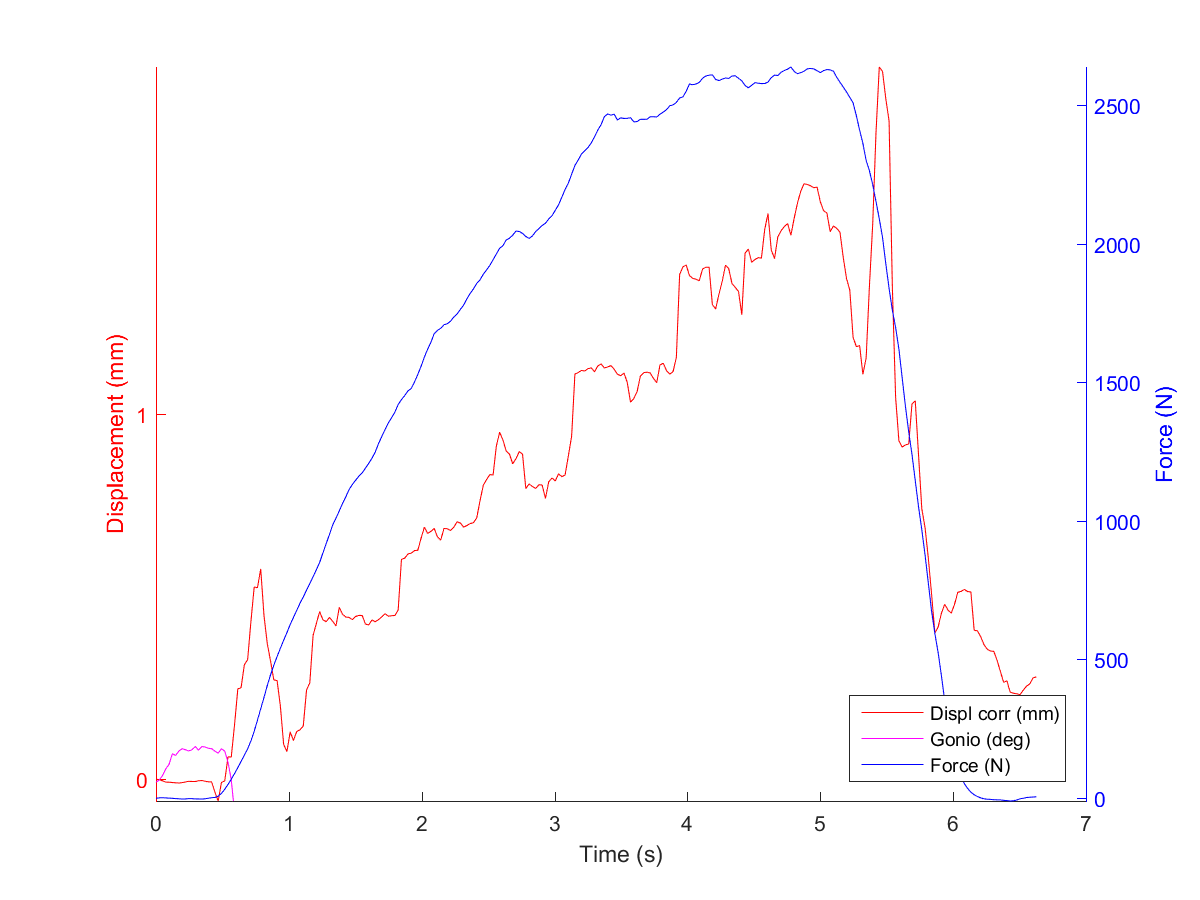 Displacement (mm)
1
0
2500
2000
1500
1000
500
0
Force (N)
Displ corr (mm)
Gonio (deg)
Force (N)
0 1 2 3 4 5 6 7
Time (s)